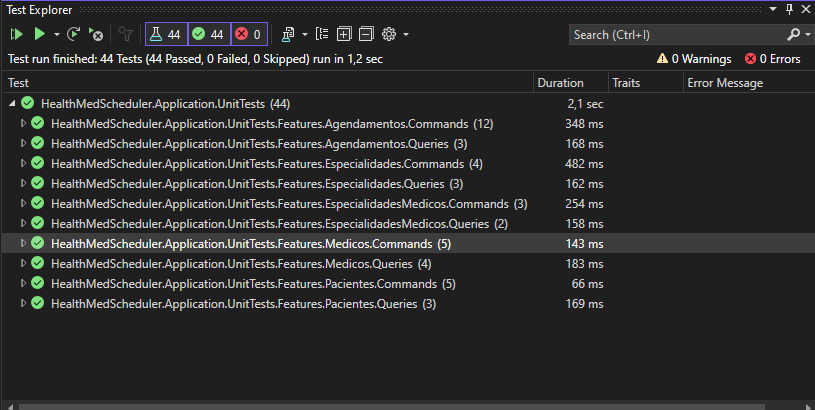 Test Explorer
44 44 0 Search (Ctrl+I)
Test run finished: 44 Tests (44 Passed, 0 Failed, 0 Skipped) run in 1,2 sec 0 Warnings 0 Errors
Test Duration Traits Error Message
HealthMedScheduler.Application.UnitTests (44) 2,1 sec
HealthMedScheduler.Application.UnitTests.Features.Agendamentos.Commands (12) 348 ms
HealthMedScheduler.Application.UnitTests.Features.Agendamentos.Queries (3) 168 ms
HealthMedScheduler.Application.UnitTests.Features.Especialidades.Commands (4) 482 ms
HealthMedScheduler.Application.UnitTests.Features.Especialidades.Queries (3) 162 ms
HealthMedScheduler.Application.UnitTests.Features.EspecialidadesMedicos.Commands (3) 254 ms
HealthMedScheduler.Application.UnitTests.Features.EspecialidadesMedicos.Queries (2) 158 ms
HealthMedScheduler.Application.UnitTests.Features.Medicos.Commands (5) 143 ms
HealthMedScheduler.Application.UnitTests.Features.Medicos.Queries (4) 183 ms
HealthMedScheduler.Application.UnitTests.Features.Pacientes.Commands (5) 66 ms
HealthMedScheduler.Application.UnitTests.Features.Pacientes.Queries (3) 169 ms